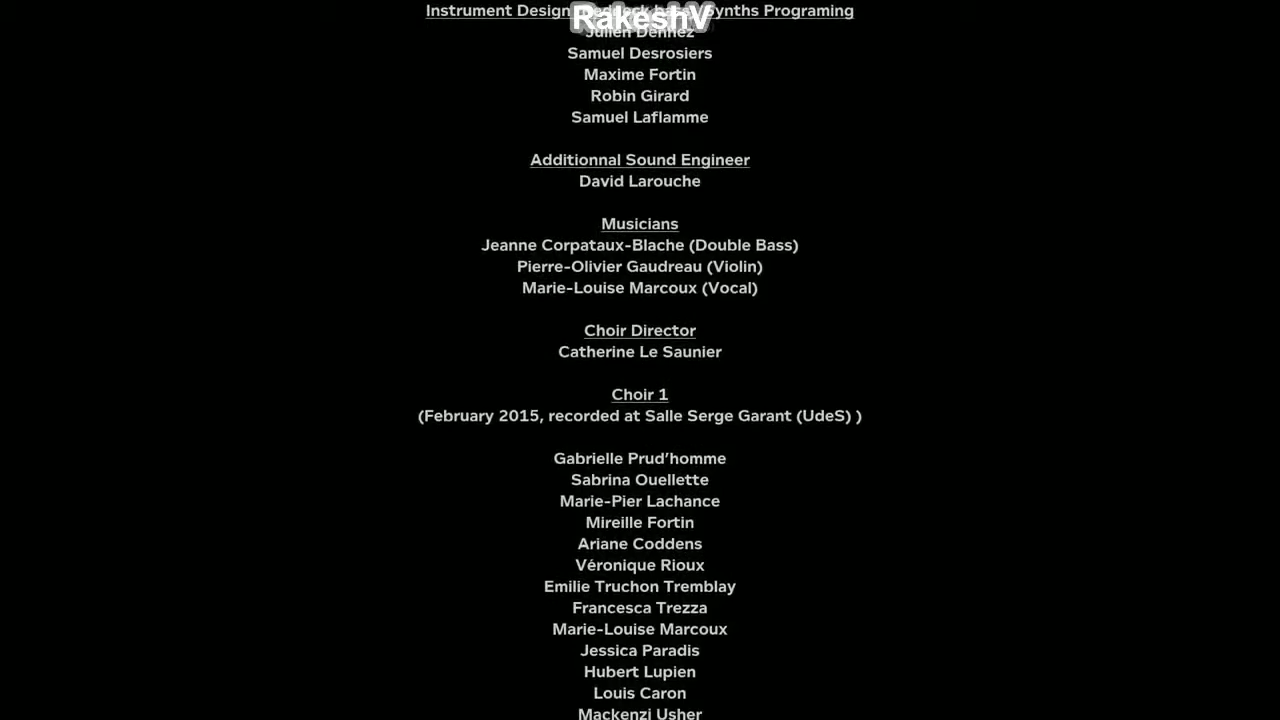 Instrument Design Synths Programing
RakeshV
Julien Dennez
Samuel Desrosiers
Maxime Fortin
Robin Girard
Samuel Laflamme
Additionnal Sound Engineer
David Larouche
Musicians
Jeanne Corpataux-Blache (Double Bass)
Pierre-Olivier Gaudreau (Violin)
Marie-Louise Marcoux (Vocal)
Choir Director
Catherine Le Saunier
Choir 1
(February 2015, recorded at Salle Serge Garant (UdeS) )
Gabrielle Prud’homme
Sabrina Ouellette
Marie-Pier Lachance
Mireille Fortin
Ariane Coddens
Véronique Rioux
Emilie Truchon Tremblay
Francesca Trezza
Marie-Louise Marcoux
Jessica Paradis
Hubert Lupien
Louis Caron
Mackenzi Usher